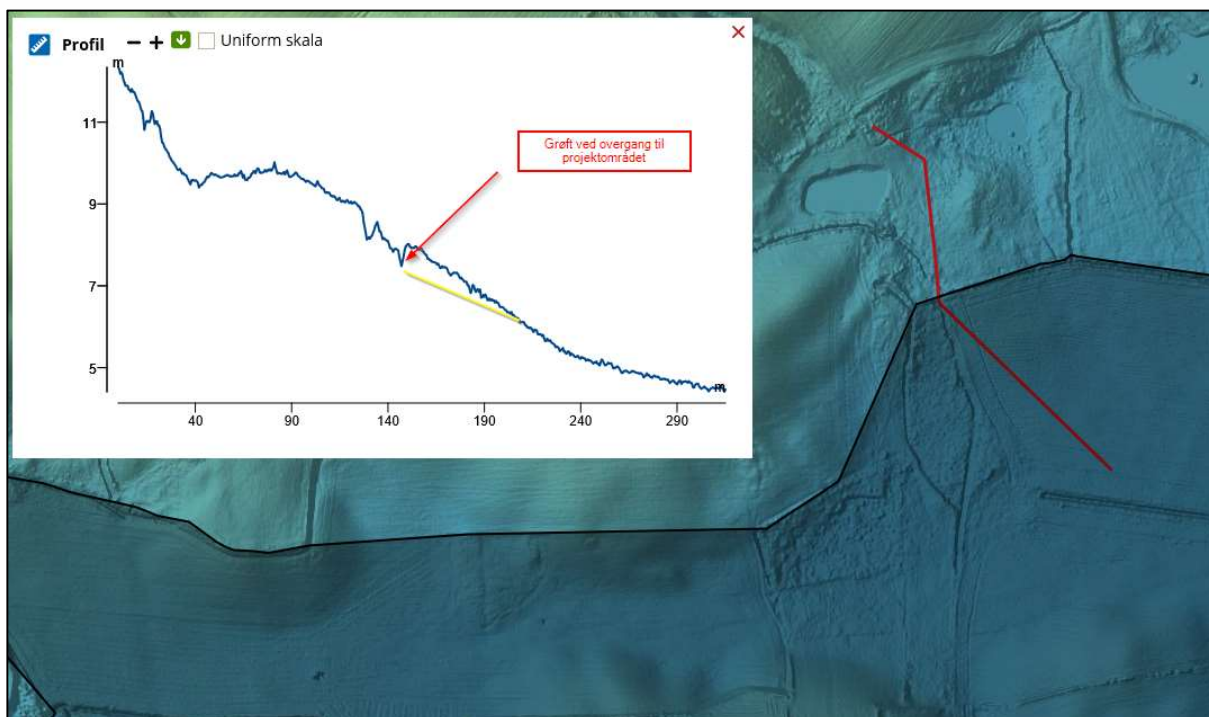 Profil − + Uniform skala
m
11
9
7
5
Grøft ved overgang til
projektområdet
m
40 90 140 190 240 290